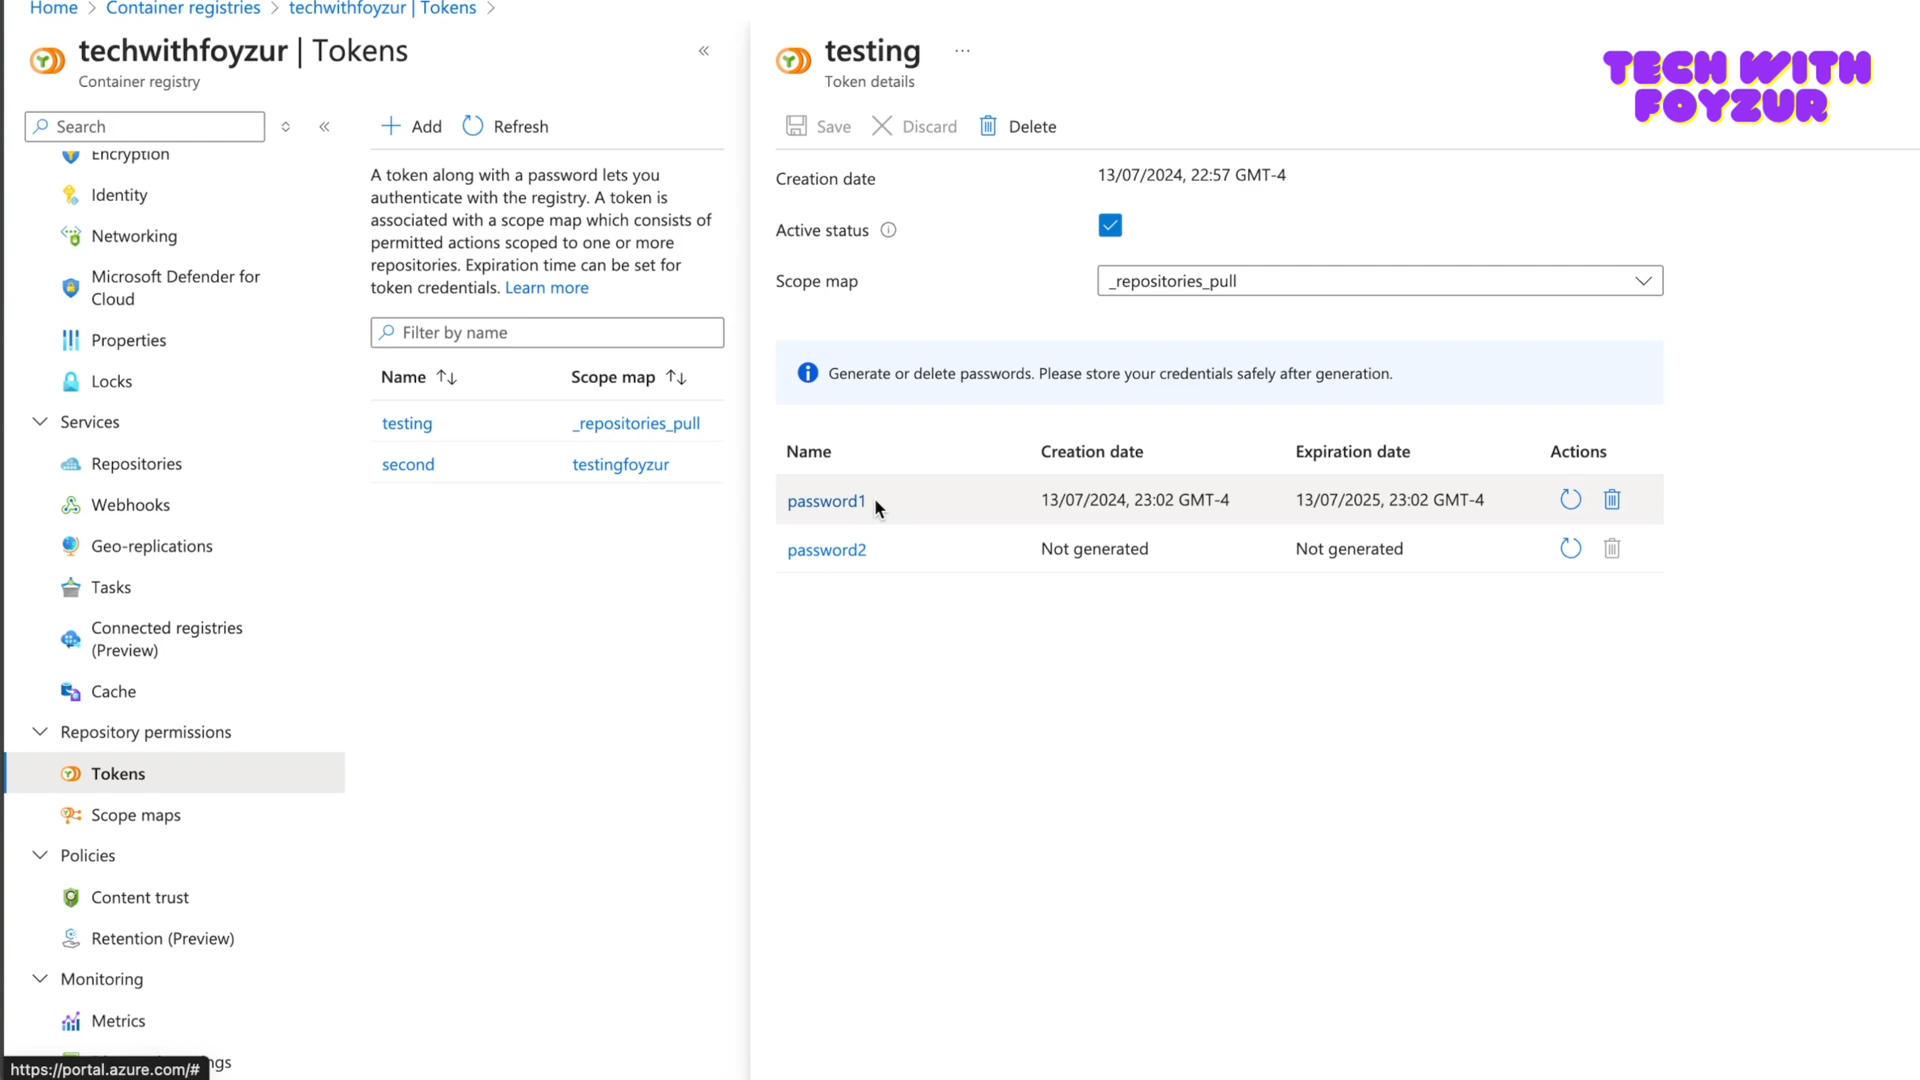 Home > Container registries > techwithfoyzur | Tokens >
techwithfoyzur | Tokens
Container registry
Search
Encryption
Identity
Networking
Microsoft Defender for
Cloud
Properties
Locks
Services
Repositories
Webhooks
Geo-replications
Tasks
Connected registries
(Preview)
Cache
Repository permissions
Tokens
Scope maps
Policies
Content trust
Retention (Preview)
Monitoring
Metrics
https://portal.azure.com/#
Add Refresh
A token along with a password lets you
authenticate with the registry. A token is
associated with a scope map which consists of
permitted actions scoped to one or more
repositories. Expiration time can be set for
token credentials. Learn more
Filter by name
Name Scope map
testing _repositories_pull
second testingfoyzur
testing ...
Token details
Save Discard Delete
Creation date 13/07/2024, 22:57 GMT-4
Active status
Scope map _repositories_pull
Generate or delete passwords. Please store your credentials safely after generation.
Name Creation date Expiration date Actions
password1 13/07/2024, 23:02 GMT-4 13/07/2025, 23:02 GMT-4
password2 Not generated Not generated
TECH WITH
FOYZUR